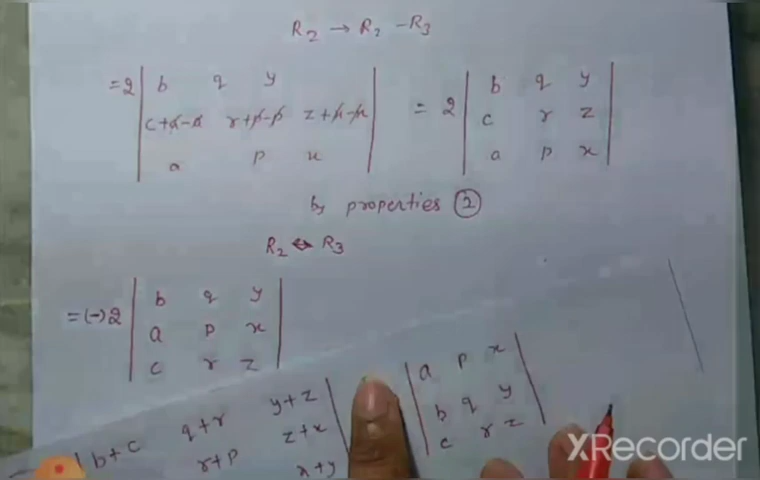 R₂ → R₂ - R₃
= 2 | b q y | = 2 | b q y |
| c+a-a r+p-p z+x-x | | c r z |
| a p x | | a p x |
by properties ②
R₂ ↔ R₃
= (-) 2 | b q y |
| a p x |
| c r z |
| b+c q+r y+z | | a p x |
r+p z+x | | b q y |
x+y | c r z |
XRecorder